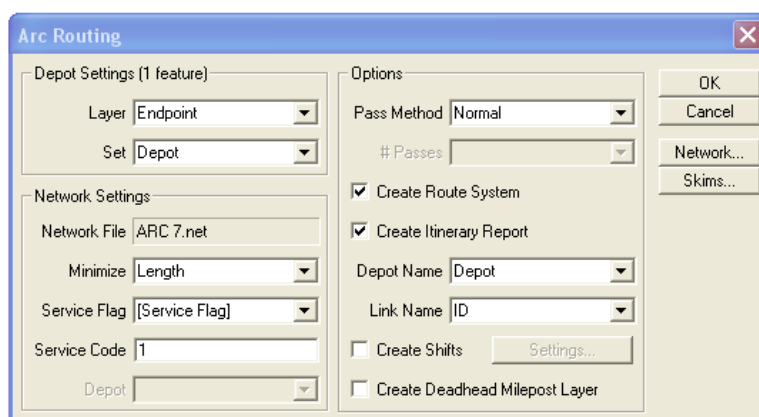 Arc Routing
Depot Settings (1 feature)
Layer Endpoint
Set Depot
Network Settings
Network File ARC 7.net
Minimize Length
Service Flag [Service Flag]
Service Code 1
Depot
Options
Pass Method Normal
# Passes
Create Route System
Create Itinerary Report
Depot Name Depot
Link Name ID
Create Shifts Settings...
Create Deadhead Milepost Layer
OK
Cancel
Network...
Skims...